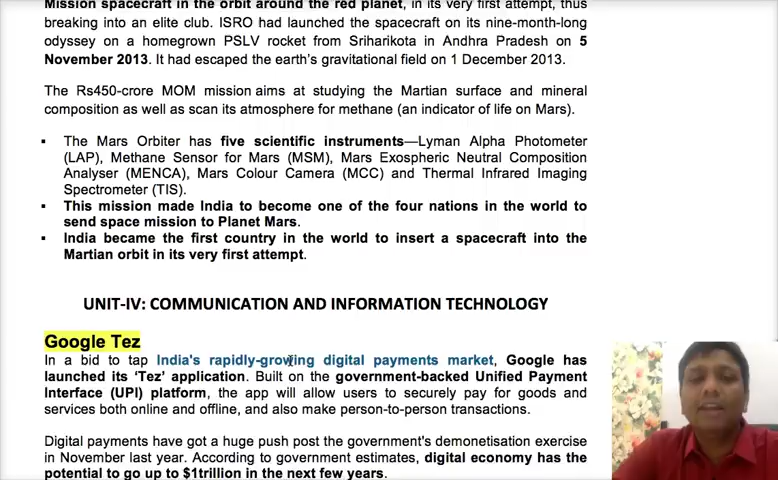 Mission spacecraft in the orbit around the red planet, in its very first attempt, thus
breaking into an elite club. ISRO had launched the spacecraft on its nine-month-long
odyssey on a homegrown PSLV rocket from Sriharikota in Andhra Pradesh on 5
November 2013. It had escaped the earth's gravitational field on 1 December 2013.
The Rs450-crore MOM mission aims at studying the Martian surface and mineral
composition as well as scan its atmosphere for methane (an indicator of life on Mars).
▪ The Mars Orbiter has five scientific instruments—Lyman Alpha Photometer
(LAP), Methane Sensor for Mars (MSM), Mars Exospheric Neutral Composition
Analyser (MENCA), Mars Colour Camera (MCC) and Thermal Infrared Imaging
Spectrometer (TIS).
▪ This mission made India to become one of the four nations in the world to
send space mission to Planet Mars.
▪ India became the first country in the world to insert a spacecraft into the
Martian orbit in its very first attempt.
UNIT-IV: COMMUNICATION AND INFORMATION TECHNOLOGY
Google Tez
In a bid to tap India's rapidly-growing digital payments market, Google has
launched its 'Tez' application. Built on the government-backed Unified Payment
Interface (UPI) platform, the app will allow users to securely pay for goods and
services both online and offline, and also make person-to-person transactions.
Digital payments have got a huge push post the government's demonetisation exercise
in November last year. According to government estimates, digital economy has the
potential to go up to $1trillion in the next few years.